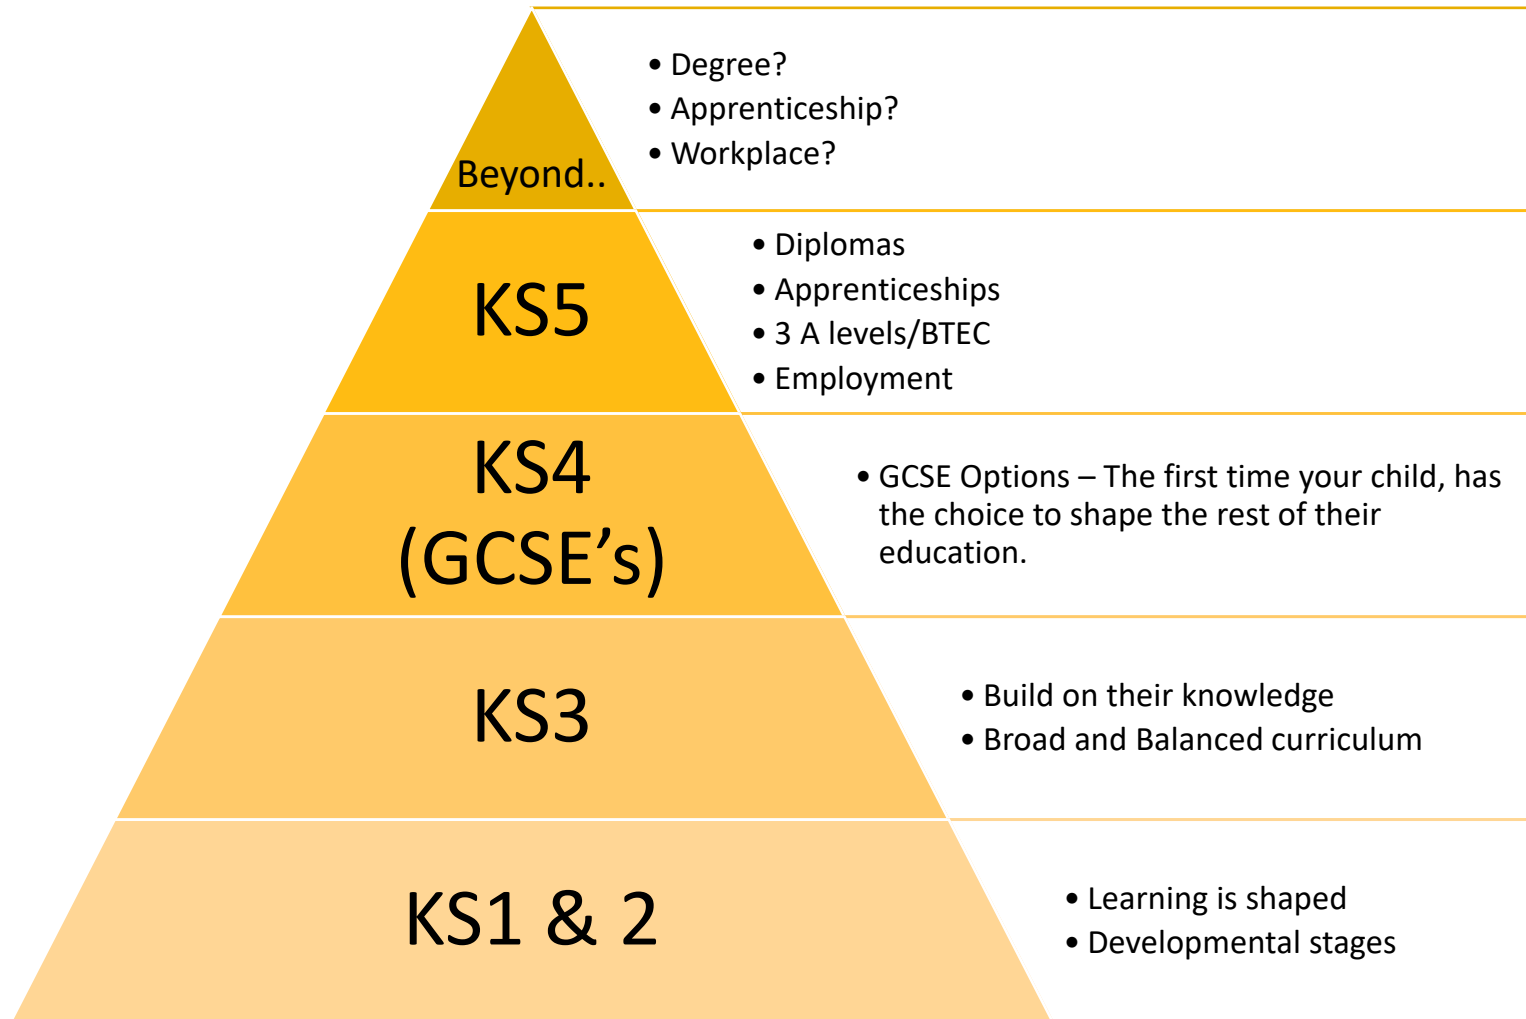 Beyond..
• Degree?
• Apprenticeship?
• Workplace?
KS5
• Diplomas
• Apprenticeships
• 3 A levels/BTEC
• Employment
KS4
(GCSE’s)
• GCSE Options – The first time your child, has
the choice to shape the rest of their
education.
KS3
• Build on their knowledge
• Broad and Balanced curriculum
KS1 & 2
• Learning is shaped
• Developmental stages